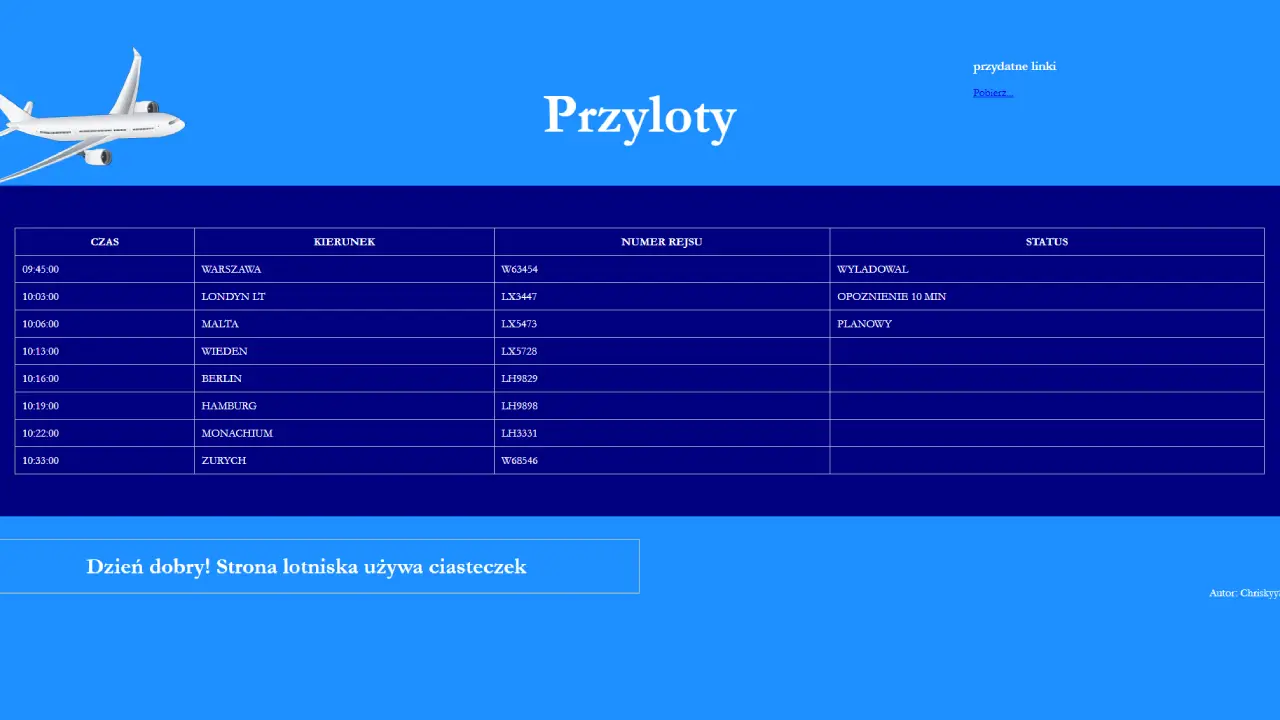 przydatne linki
Pobierz...
Przyloty
CZAS KIERUNEK NUMER REJSU STATUS
09:45:00 WARSZAWA W63454 WYLADOWAL
10:03:00 LONDYN LT LX3447 OPOZNIENIE 10 MIN
10:06:00 MALTA LX5473 PLANOWY
10:13:00 WIEDEN LX5728
10:16:00 BERLIN LH9829
10:19:00 HAMBURG LH9898
10:22:00 MONACHIUM LH3331
10:33:00 ZURYCH W68546
Dzień dobry! Strona lotniska używa ciasteczek
Autor: